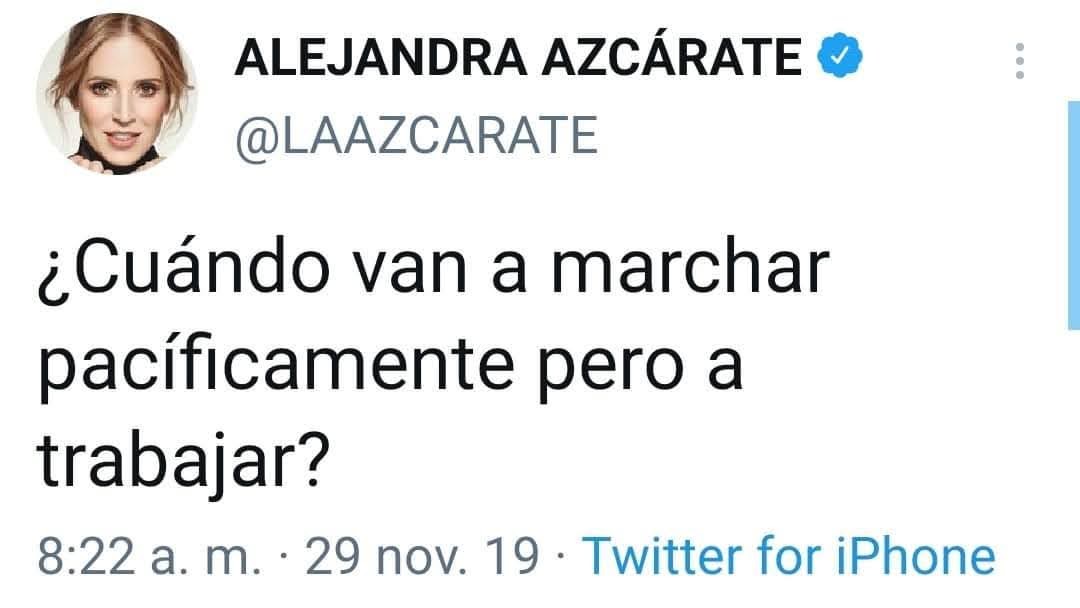 ALEJANDRA AZCÁRATE
@LAAZCARATE
¿Cuándo van a marchar
pacíficamente pero a
trabajar?
8:22 a. m. · 29 nov. 19 · Twitter for iPhone